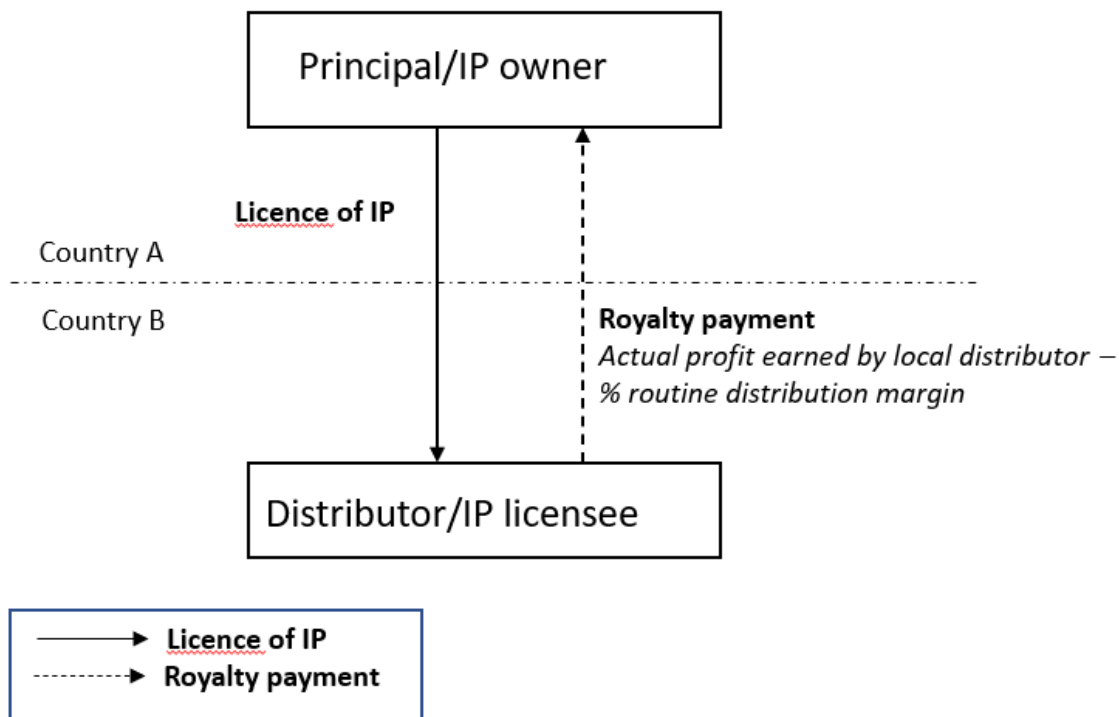 Principal/IP owner
Licence of IP
Country A
Country B
Royalty payment
Actual profit earned by local distributor –
% routine distribution margin
Distributor/IP licensee
Licence of IP
Royalty payment